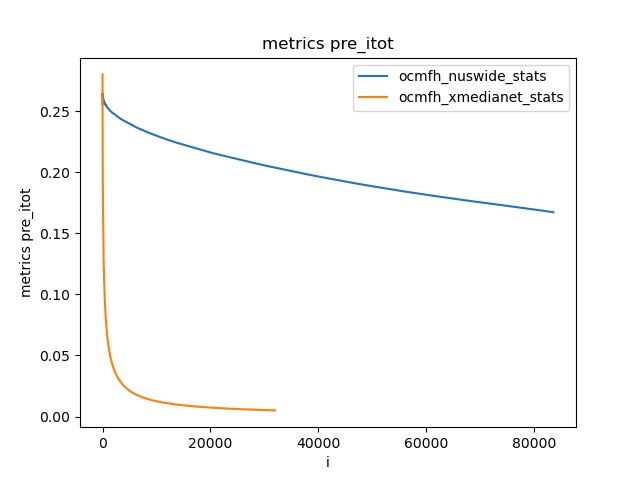 metrics pre_itot
ocmfh_nuswide_stats
ocmfh_xmedianet_stats
metrics pre_itot
0.25
0.20
0.15
0.10
0.05
0.00
0 20000 40000 60000 80000
i